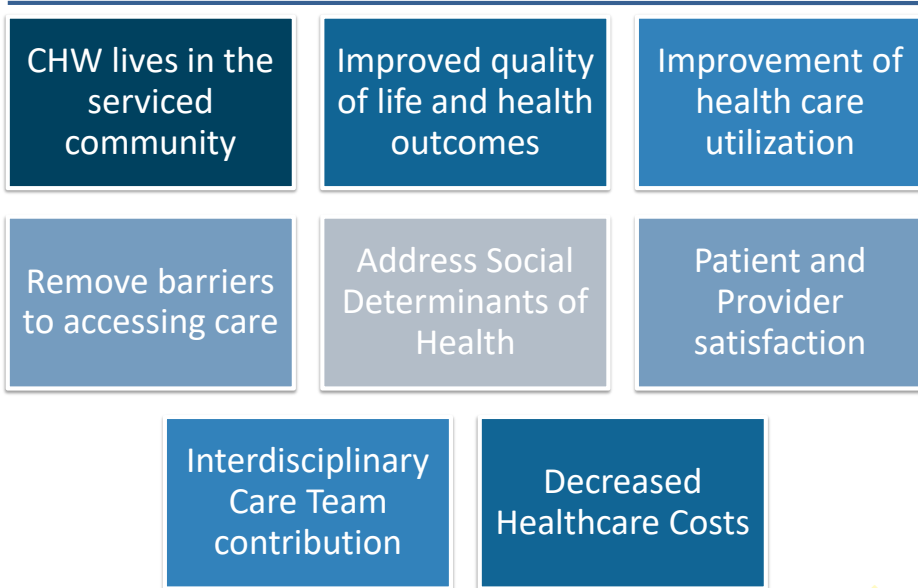 CHW lives in the
serviced
community
Improved quality
of life and health
outcomes
Improvement of
health care
utilization
Remove barriers
to accessing care
Address Social
Determinants of
Health
Patient and
Provider
satisfaction
Interdisciplinary
Care Team
contribution
Decreased
Healthcare Costs